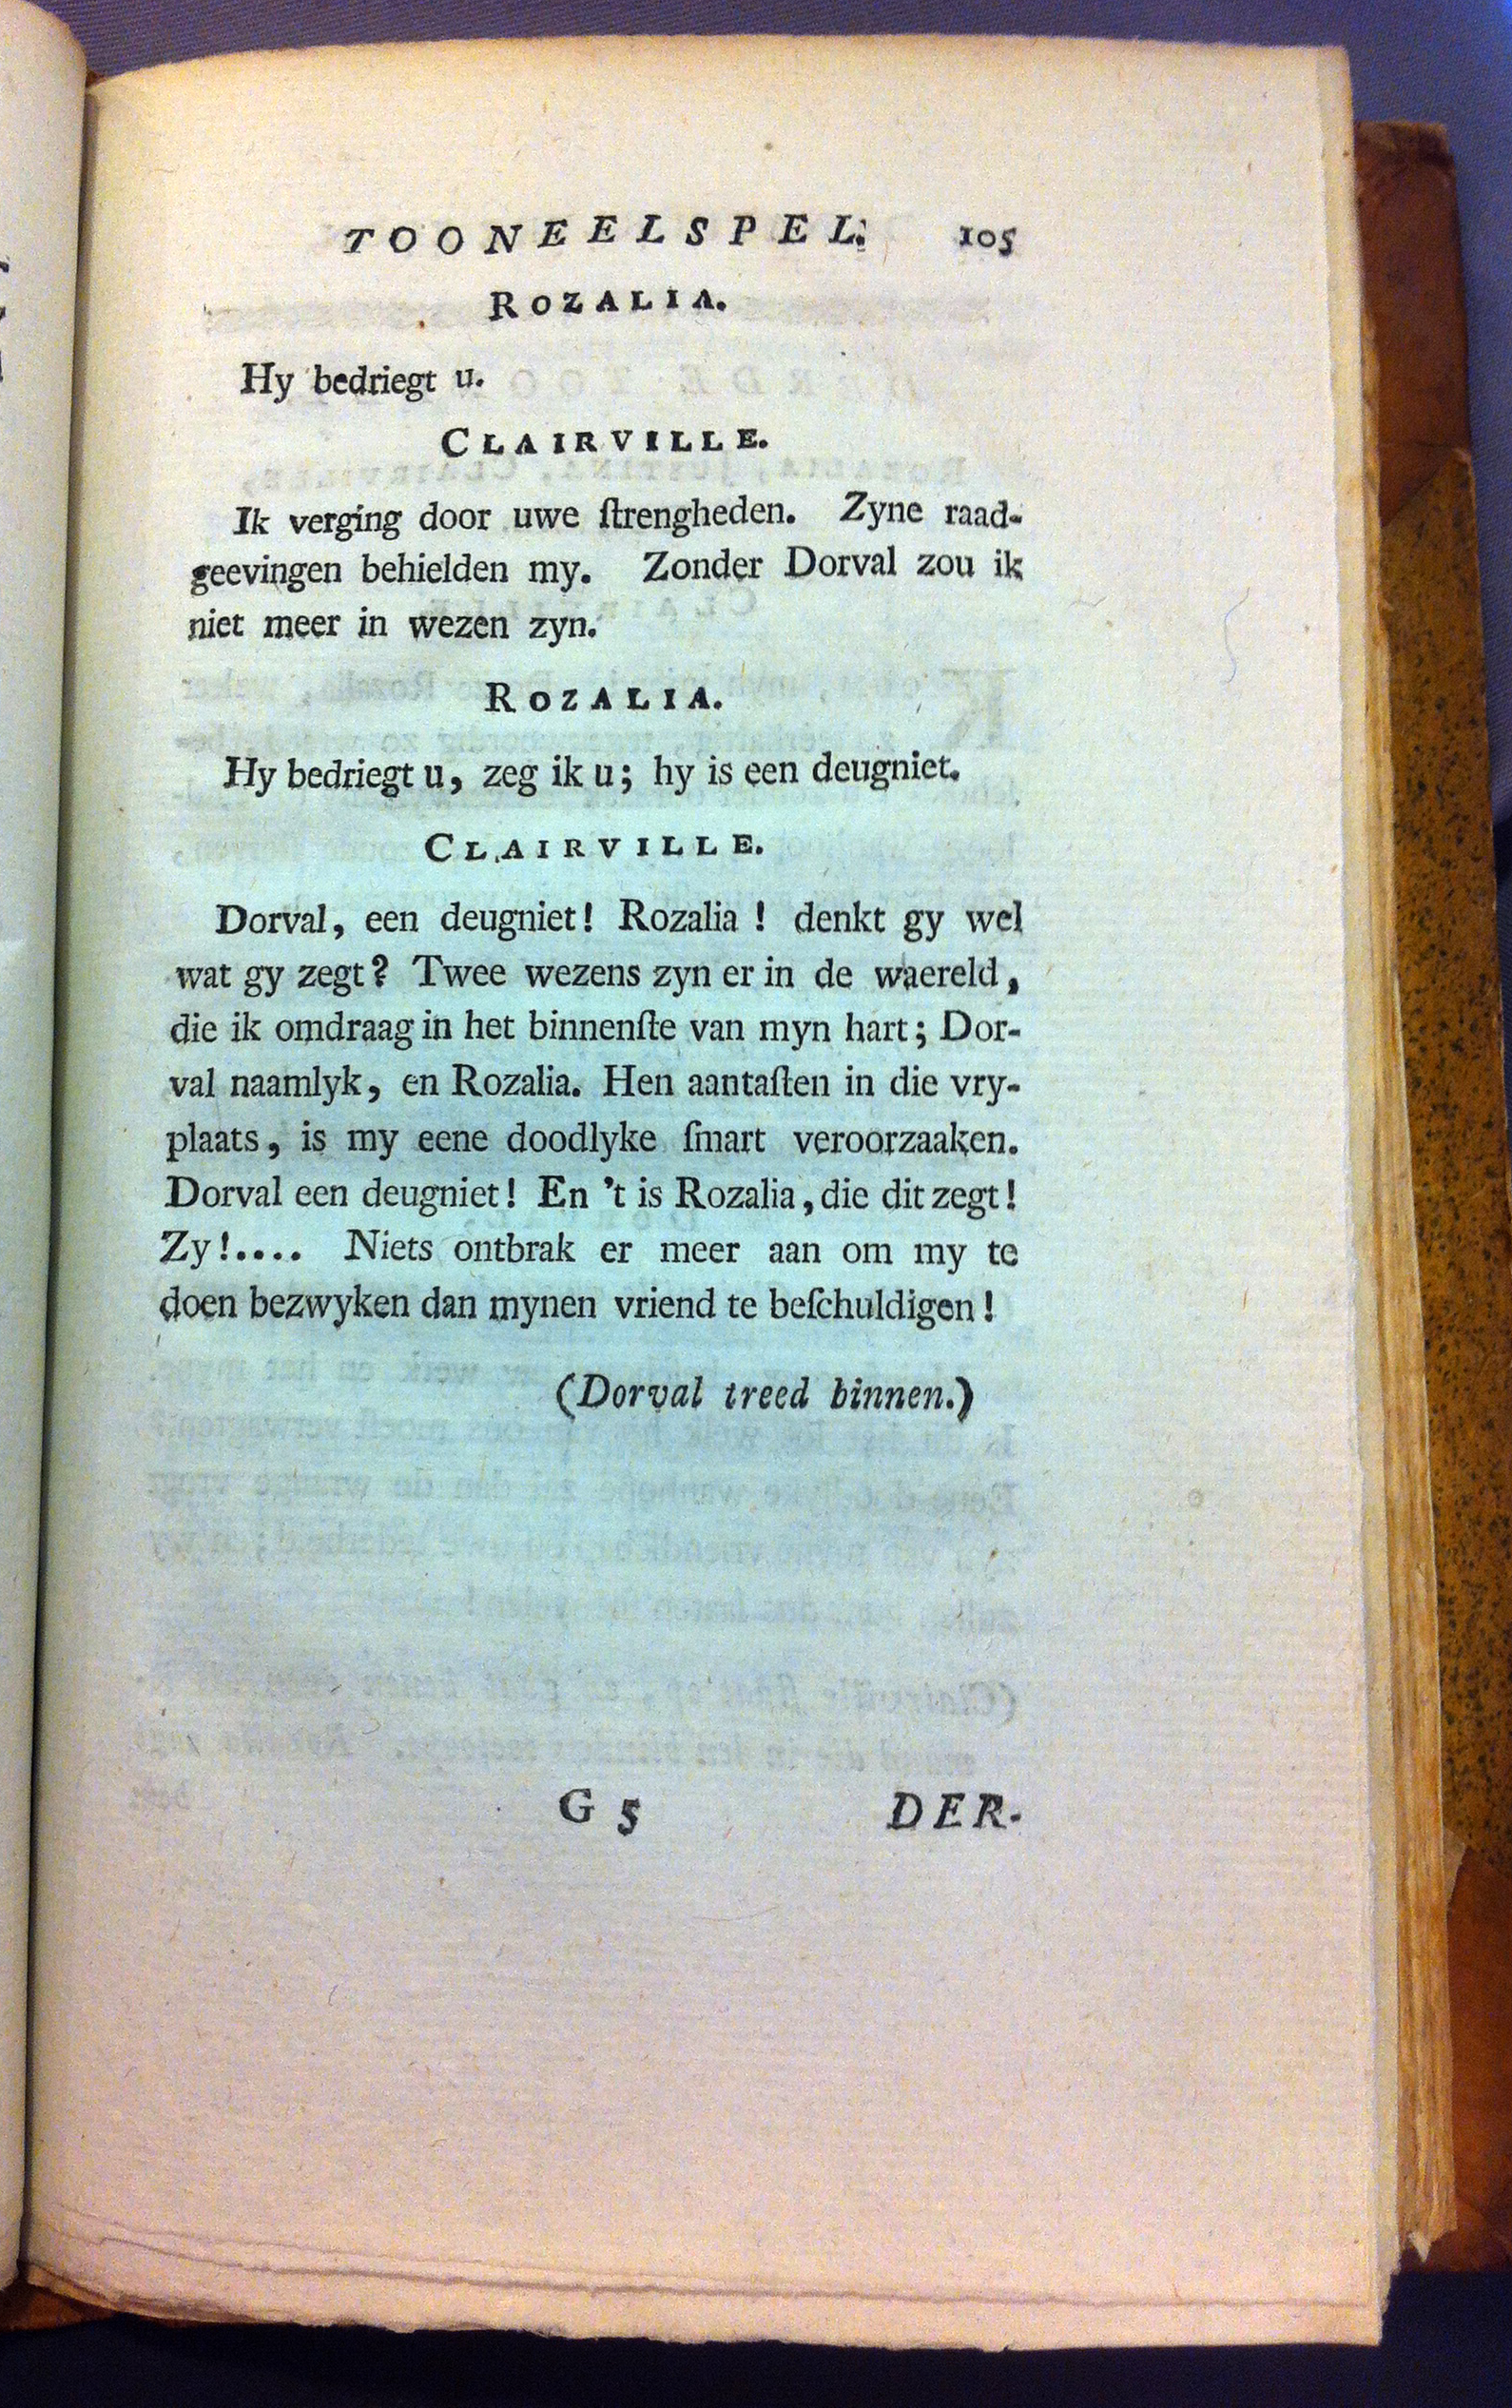 TOONEELSPEL. 105
ROZALIA.
Hy bedriegt u.
CLAIRVILLE.
Ik verging door uwe ſtrengheden. Zyne raad-
geevingen behielden my. Zonder Dorval zou ik
niet meer in wezen zyn.
ROZALIA.
Hy bedriegt u, zeg ik u; hy is een deugniet.
CLAIRVILLE.
Dorval, een deugniet! Rozalia! denkt gy wel
wat gy zegt? Twee wezens zyn er in de waereld,
die ik omdraag in het binnenſte van myn hart; Dor-
val naamlyk, en Rozalia. Hen aantaſten in die vry-
plaats, is my eene doodlyke ſmart veroorzaaken.
Dorval een deugniet! En 't is Rozalia, die dit zegt!
Zy!.... Niets ontbrak er meer aan om my te
doen bezwyken dan mynen vriend te beſchuldigen!
(Dorval treed binnen.)
G 5 DER-